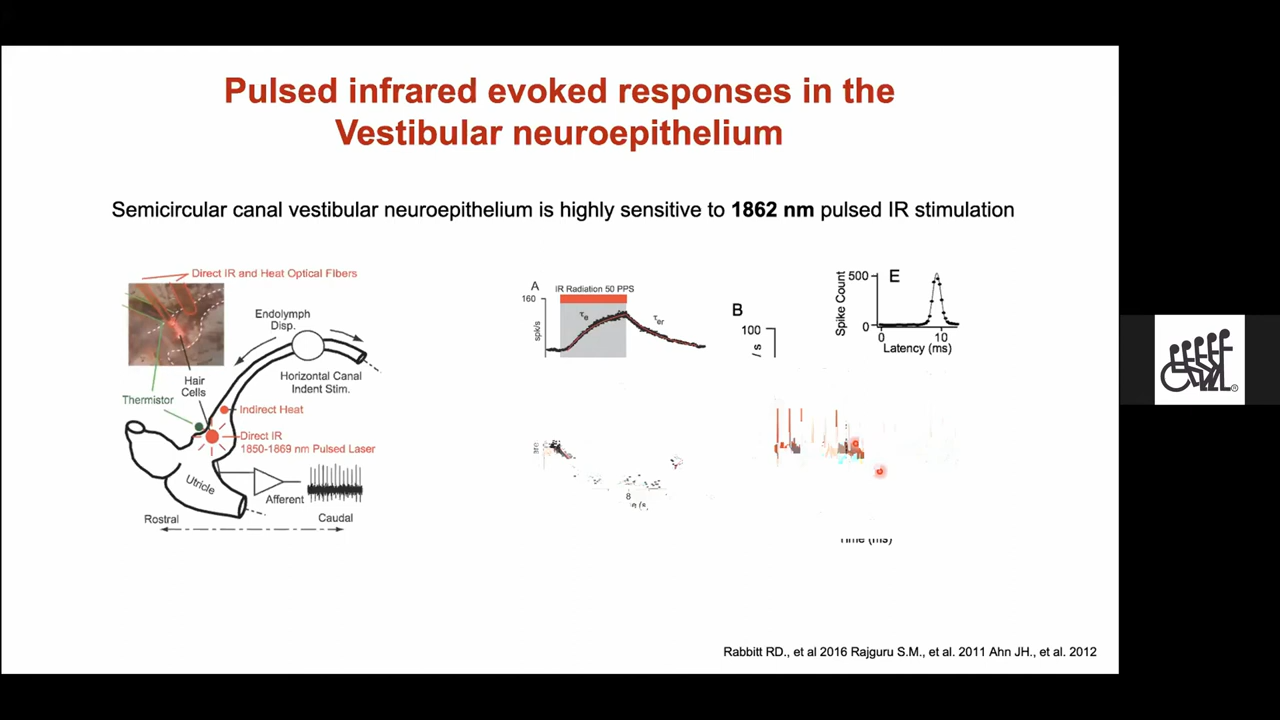 Pulsed infrared evoked responses in the
Vestibular neuroepithelium
Semicircular canal vestibular neuroepithelium is highly sensitive to 1862 nm pulsed IR stimulation
Direct IR and Heat Optical Fibers
Endolymph
Disp.
Horizontal Canal
Indent Stim.
Hair
Cells
Thermistor
Indirect Heat
Direct IR
1850-1869 nm Pulsed Laser
Utricle
Afferent
Rostral
Caudal
A
IR Radiation 50 PPS
160
spk/s
τe
τer
8
B
100
/ s
E
500
Spike Count
0
0
10
Latency (ms)
Time (ms)
Rabbitt RD., et al 2016 Rajguru S.M., et al. 2011 Ahn JH., et al. 2012
®